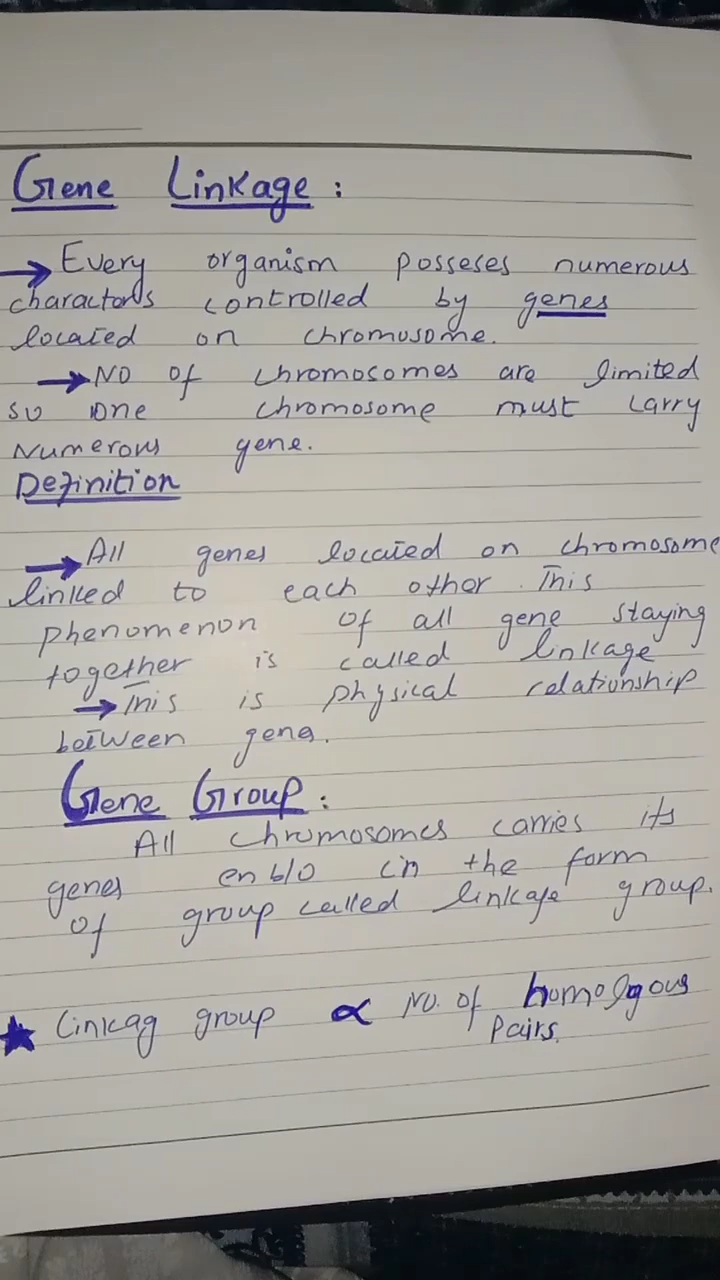 Gene Linkage :
→ Every organism posseses numerous
charactors controlled by genes
located on chromosome.
→ No of chromosomes are limited
so one chromosome must carry
Numerous gene.
Definition
→ All genes located on chromosome
linked to each other. This
phenomenon of all gene staying
together is called linkage
→ This is physical relationship
between gene.
Gene Group :
All chromosomes carries its
genes enblo in the form
of group called linkage group.
★ Linkag group ∝ No. of homologous
Pairs.